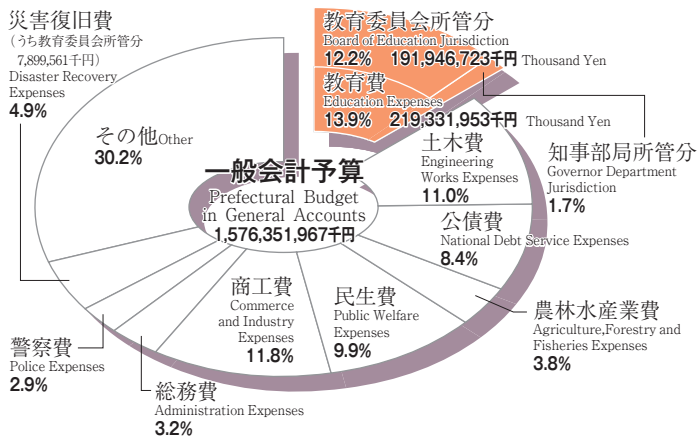 災害復旧費
（うち教育委員会所管分
7,899,561千円）
Disaster Recovery
Expenses
4.9%
教育委員会所管分
Board of Education Jurisdiction
12.2% 191,946,723千円 Thousand Yen
教育費
Education Expenses
13.9% 219,331,953千円 Thousand Yen
その他Other
30.2%
土木費
Engineering
Works Expenses
11.0%
知事部局所管分
Governor Department
Jurisdiction
1.7%
一般会計予算
Prefectural Budget
in General Accounts
1,576,351,967千円
公債費
National Debt Service Expenses
8.4%
商工費
Commerce
and Industry
Expenses
11.8%
民生費
Public Welfare
Expenses
9.9%
農林水産業費
Agriculture,Forestry and
Fisheries Expenses
3.8%
警察費
Police Expenses
2.9%
総務費
Administration Expenses
3.2%